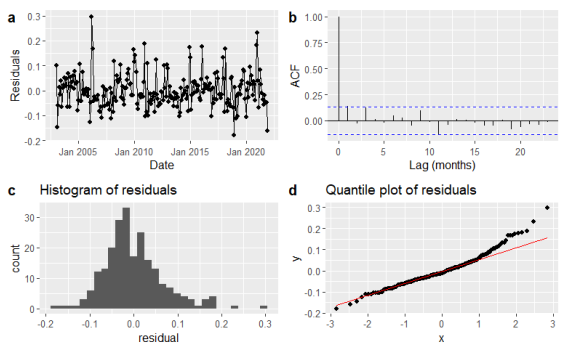 a
0.3
0.2
0.1
0.0
-0.1
-0.2
Residuals
Jan 2005 Jan 2010 Jan 2015 Jan 2020
Date
b
1.00
0.75
0.50
0.25
0.00
ACF
0 5 10 15 20
Lag (months)
c Histogram of residuals
30
20
10
0
count
-0.2 -0.1 0.0 0.1 0.2 0.3
residual
d Quantile plot of residuals
0.3
0.2
0.1
0.0
-0.1
-0.2
y
-3 -2 -1 0 1 2 3
x